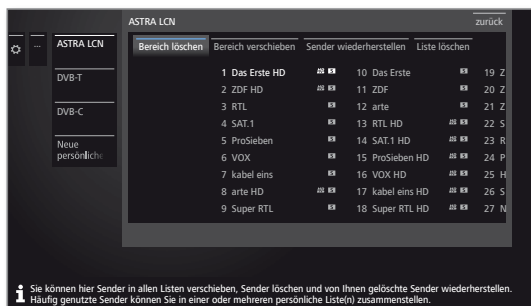 ASTRA LCN zurück
... ASTRA LCN Bereich löschen Bereich verschieben Sender wiederherstellen Liste löschen
DVB-T
DVB-C
Neue
persönliche
1 Das Erste HD 10 Das Erste 19 Z
2 ZDF HD 11 ZDF 20 Z
3 RTL 12 arte 21 Z
4 SAT.1 13 RTL HD 22 S
5 ProSieben 14 SAT.1 HD 23 R
6 VOX 15 ProSieben HD 24 P
7 kabel eins 16 VOX HD 25 H
8 arte HD 17 kabel eins HD 26 S
9 Super RTL 18 Super RTL HD 27 N
Sie können hier Sender in allen Listen verschieben, Sender löschen und von Ihnen gelöschte Sender wiederherstellen.
Häufig genutzte Sender können Sie in einer oder mehreren persönliche Liste(n) zusammenstellen.